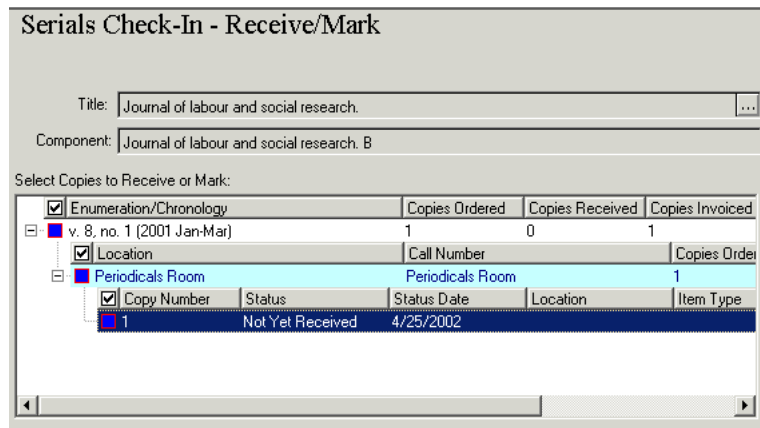 Serials Check-In - Receive/Mark
Title: Journal of labour and social research. ...
Component: Journal of labour and social research. B
Select Copies to Receive or Mark:
Enumeration/Chronology Copies Ordered Copies Received Copies Invoiced
v. 8, no. 1 (2001 Jan-Mar) 1 0 1
Location Call Number Copies Order
Periodicals Room Periodicals Room 1
Copy Number Status Status Date Location Item Type
1 Not Yet Received 4/25/2002